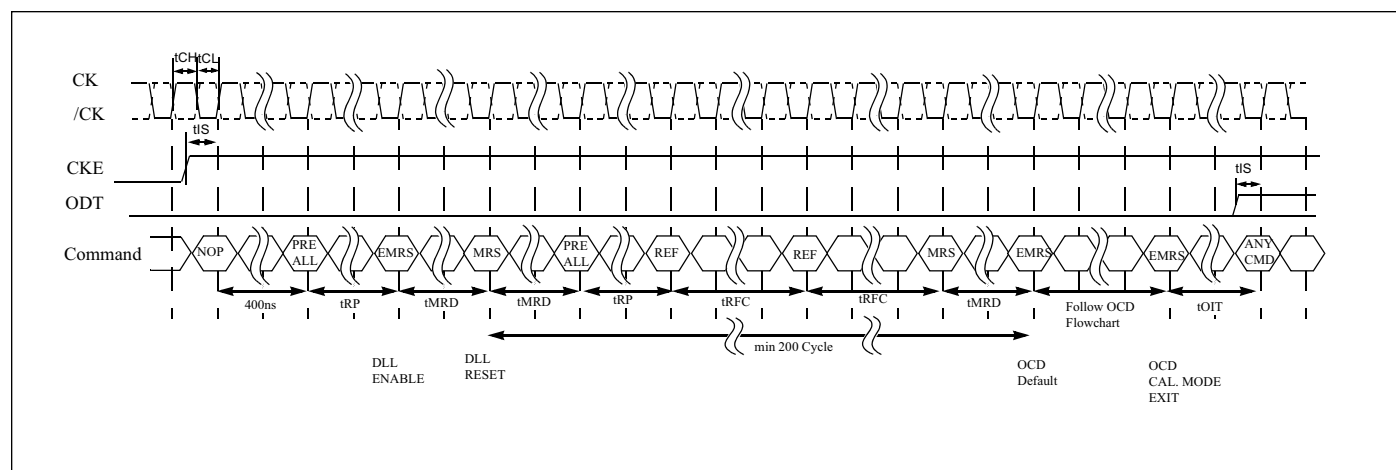 tCH tCL
CK
/CK
tIS
CKE
tIS
ODT
Command
NOP
PRE
ALL
EMRS
MRS
PRE
ALL
REF
REF
MRS
EMRS
EMRS
ANY
CMD
400ns
tRP
tMRD
tMRD
tRP
tRFC
tRFC
tMRD
Follow OCD
Flowchart
tOIT
min 200 Cycle
DLL
ENABLE
DLL
RESET
OCD
Default
OCD
CAL. MODE
EXIT